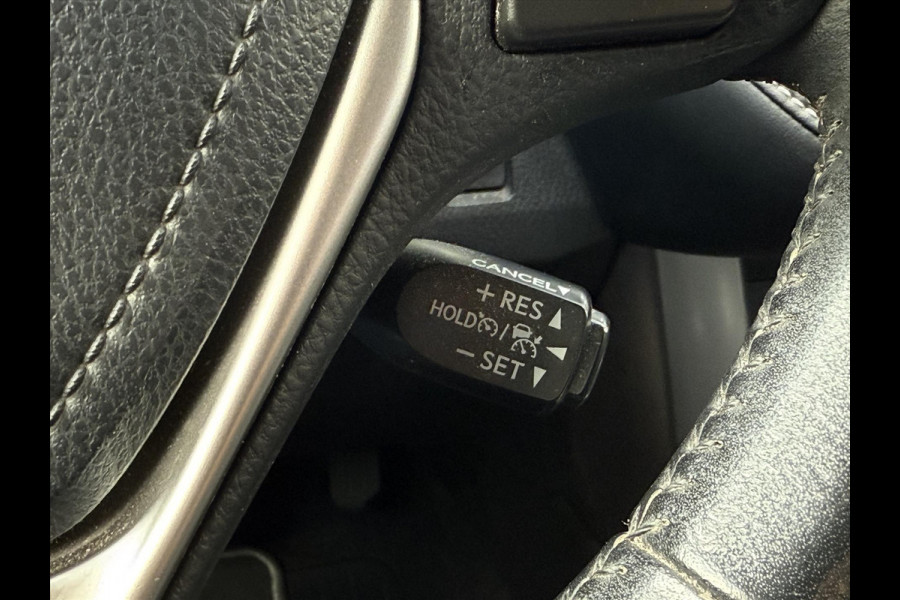 CANCEL▼
+ RES ▲
HOLD / ◀
− SET ▼